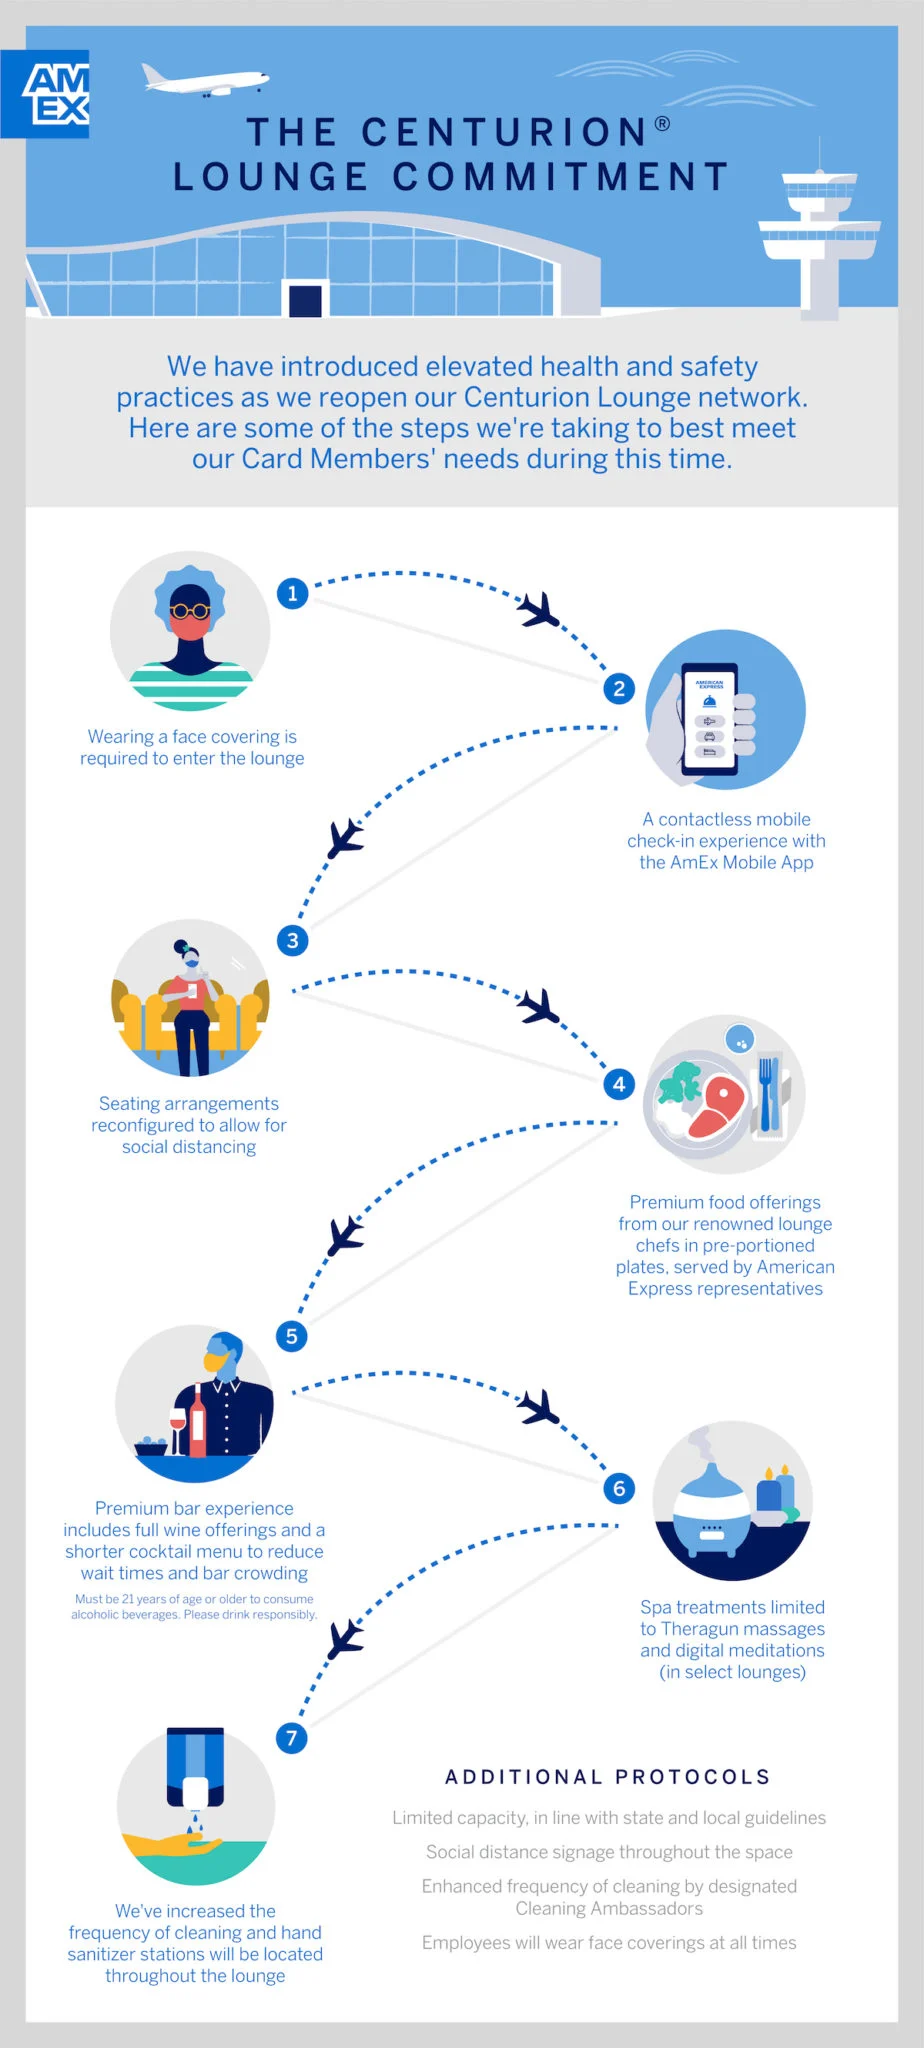 AM
EX
THE CENTURION®
LOUNGE COMMITMENT
We have introduced elevated health and safety
practices as we reopen our Centurion Lounge network.
Here are some of the steps we're taking to best meet
our Card Members' needs during this time.
1
Wearing a face covering is
required to enter the lounge
2
AMERICAN
EXPRESS
A contactless mobile
check-in experience with
the AmEx Mobile App
3
Seating arrangements
reconfigured to allow for
social distancing
4
Premium food offerings
from our renowned lounge
chefs in pre-portioned
plates, served by American
Express representatives
5
Premium bar experience
includes full wine offerings and a
shorter cocktail menu to reduce
wait times and bar crowding
Must be 21 years of age or older to consume
alcoholic beverages. Please drink responsibly.
6
Spa treatments limited
to Theragun massages
and digital meditations
(in select lounges)
7
We've increased the
frequency of cleaning and hand
sanitizer stations will be located
throughout the lounge
ADDITIONAL PROTOCOLS
Limited capacity, in line with state and local guidelines
Social distance signage throughout the space
Enhanced frequency of cleaning by designated
Cleaning Ambassadors
Employees will wear face coverings at all times